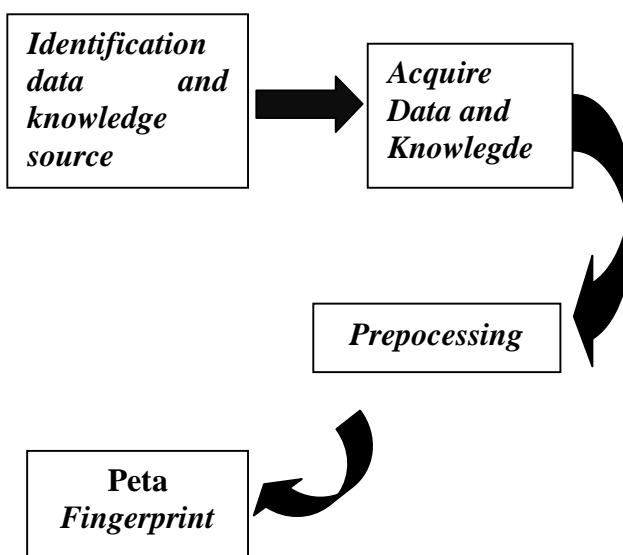 Identification
data and
knowledge
source
Acquire
Data and
Knowlegde
Prepocessing
Peta
Fingerprint